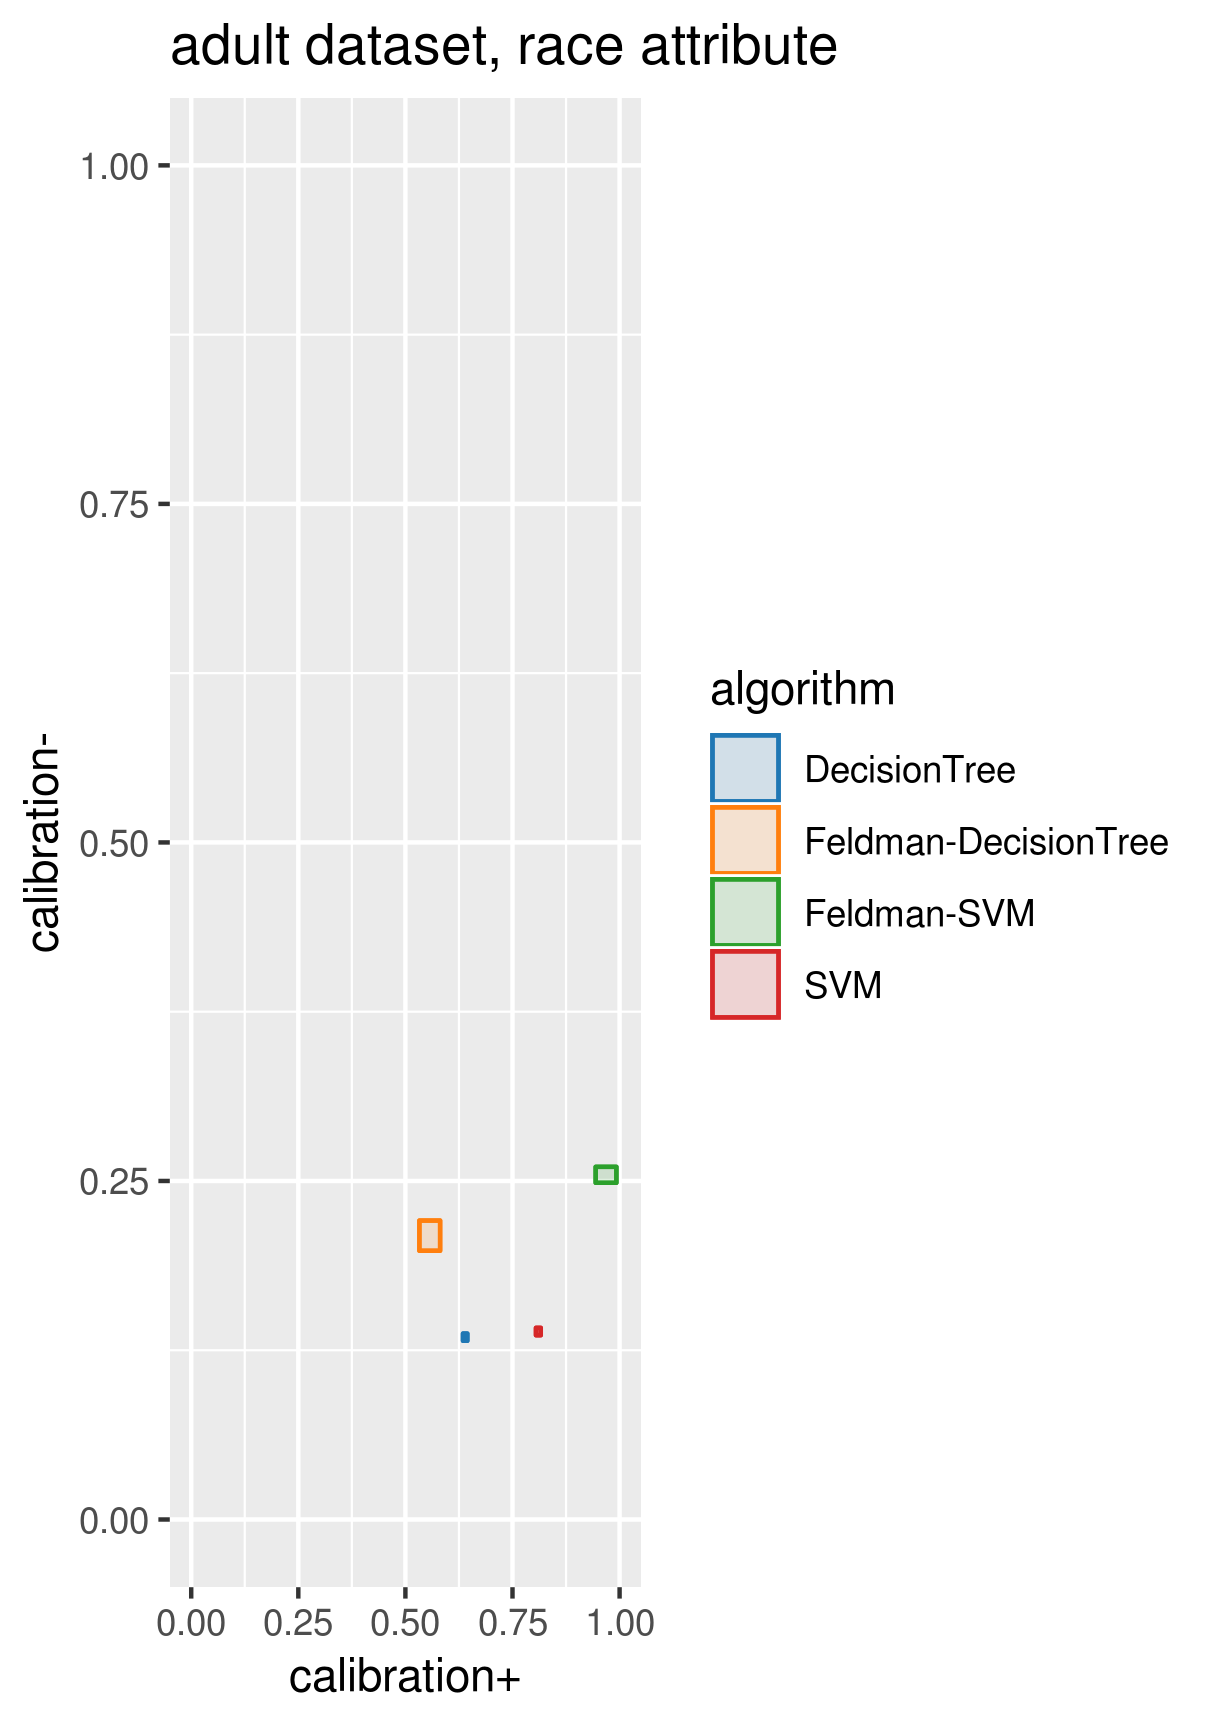 adult dataset, race attribute
calibration-
1.00
0.75
0.50
0.25
0.00
0.00 0.25 0.50 0.75 1.00
calibration+
algorithm
DecisionTree
Feldman-DecisionTree
Feldman-SVM
SVM